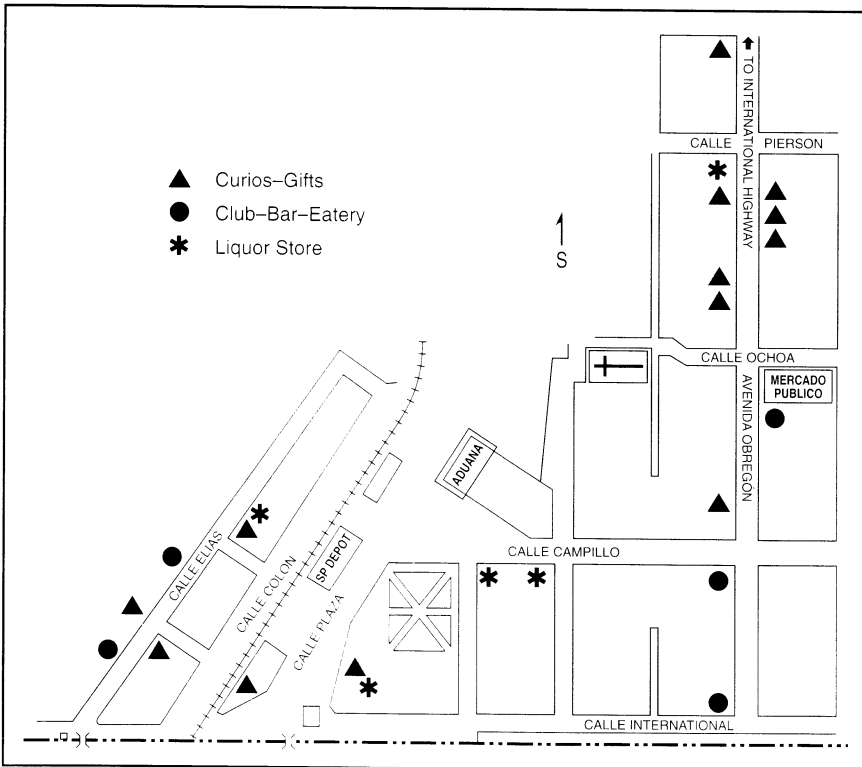 TO INTERNATIONAL HIGHWAY
CALLE PIERSON
Curios–Gifts
Club–Bar–Eatery
Liquor Store
S
CALLE OCHOA
MERCADO
PUBLICO
AVENIDA OBREGÓN
ADUANA
CALLE CAMPILLO
CALLE ELIAS
CALLE COLON
SP DEPOT
CALLE PLAZA
CALLE INTERNATIONAL